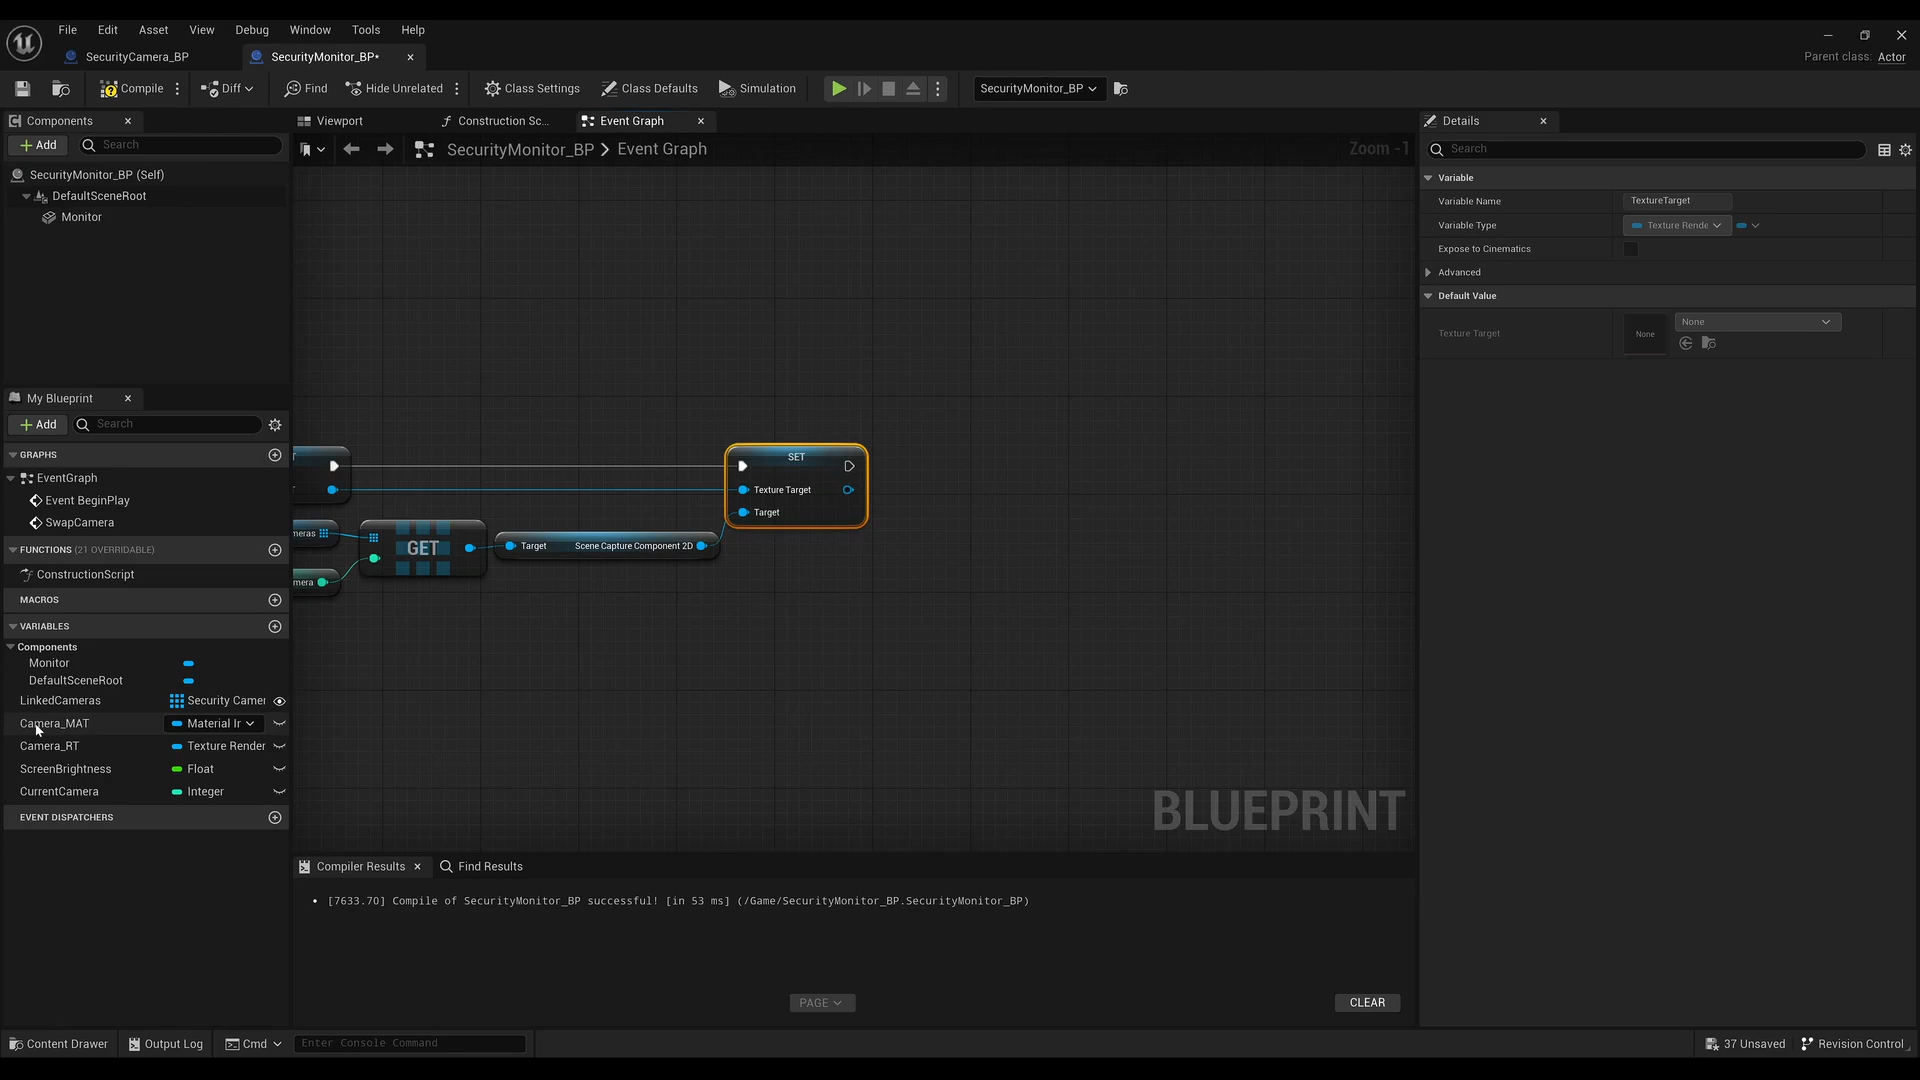 File Edit Asset View Debug Window Tools Help
SecurityCamera_BP SecurityMonitor_BP*
Parent class: Actor
Compile Diff Find Hide Unrelated Class Settings Class Defaults Simulation SecurityMonitor_BP
Components
Add Search
SecurityMonitor_BP (Self)
DefaultSceneRoot
Monitor
My Blueprint
Add Search
GRAPHS
EventGraph
Event BeginPlay
SwapCamera
FUNCTIONS (21 OVERRIDABLE)
ConstructionScript
MACROS
VARIABLES
Components
Monitor
DefaultSceneRoot
LinkedCameras Security Camer
Camera_MAT Material Ir
Camera_RT Texture Render
ScreenBrightness Float
CurrentCamera Integer
EVENT DISPATCHERS
Viewport Construction Sc... Event Graph
SecurityMonitor_BP > Event Graph
Zoom -1
SET
Texture Target
Target
meras
GET
mera
Target Scene Capture Component 2D
BLUEPRINT
Compiler Results Find Results
• [7633.70] Compile of SecurityMonitor_BP successful! [in 53 ms] (/Game/SecurityMonitor_BP.SecurityMonitor_BP)
PAGE
CLEAR
Details
Search
Variable
Variable Name TextureTarget
Variable Type Texture Rende
Expose to Cinematics
Advanced
Default Value
Texture Target None None
Content Drawer Output Log Cmd Enter Console Command
37 Unsaved Revision Control